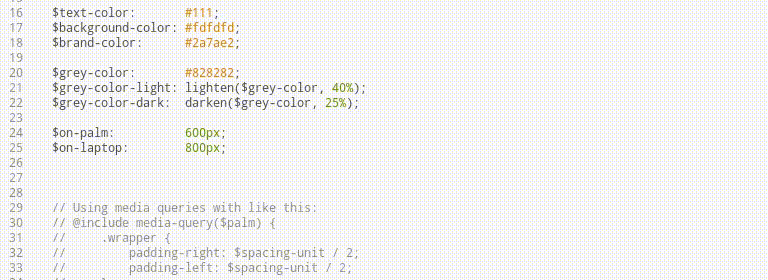 16 $text-color: #111;
17 $background-color: #fdfdfd;
18 $brand-color: #2a7ae2;
19
20 $grey-color: #828282;
21 $grey-color-light: lighten($grey-color, 40%);
22 $grey-color-dark: darken($grey-color, 25%);
23
24 $on-palm: 600px;
25 $on-laptop: 800px;
26
27
28
29 // Using media queries with like this:
30 // @include media-query($palm) {
31 // .wrapper {
32 // padding-right: $spacing-unit / 2;
33 // padding-left: $spacing-unit / 2;